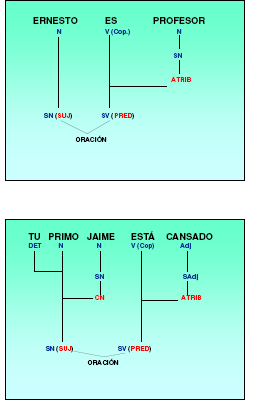 ERNESTO ES PROFESOR
N V (Cop.) N
SN
ATRIB
SN (SUJ) SV (PRED)
ORACIÓN
TU PRIMO JAIME ESTÁ CANSADO
DET N N V (Cop) Adj
SN SAdj
CN ATRIB
SN (SUJ) SV (PRED)
ORACIÓN